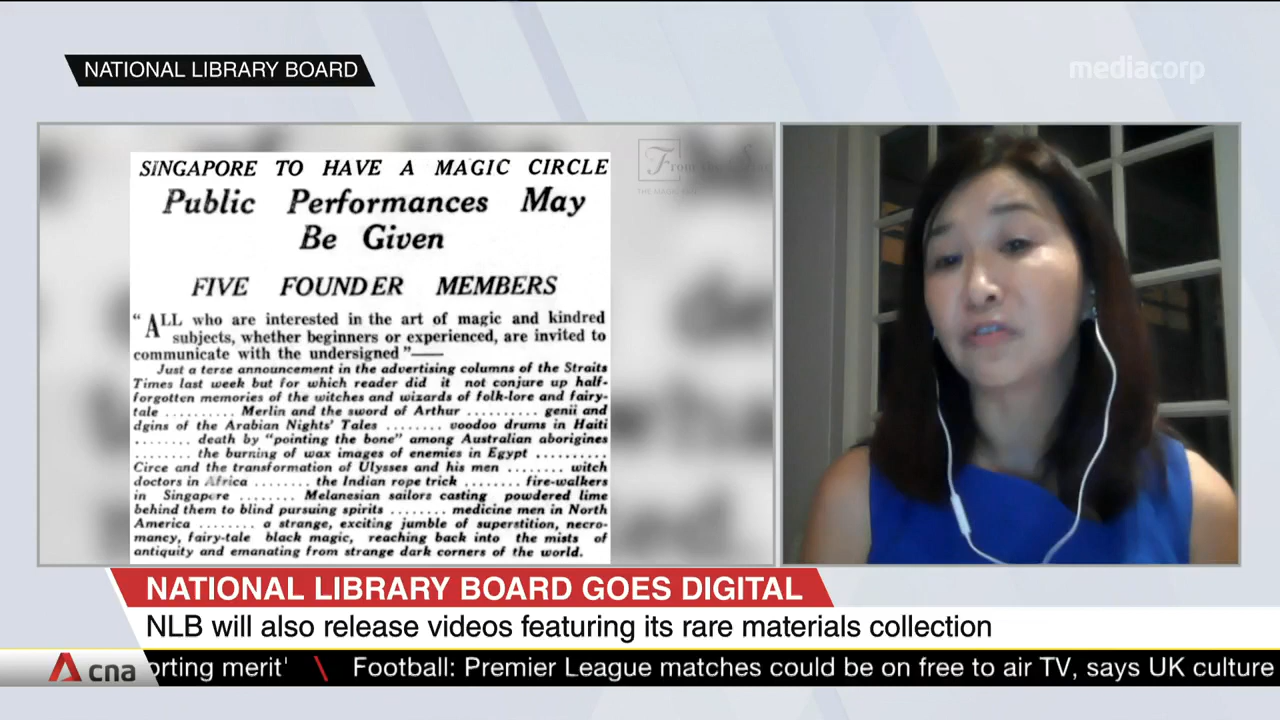 NATIONAL LIBRARY BOARD
mediacorp
SINGAPORE TO HAVE A MAGIC CIRCLE
Public Performances May
Be Given
FIVE FOUNDER MEMBERS
"ALL who are interested in the art of magic and kindred
subjects, whether beginners or experienced, are invited to
communicate with the undersigned"—
Just a terse announcement in the advertising columns of the Straits
Times last week but for which reader did it not conjure up half-
forgotten memories of the witches and wizards of folk-lore and fairy-
tale .......... Merlin and the sword of Arthur .......... genii and
dgins of the Arabian Nights' Tales ........ voodoo drums in Haiti
........ death by "pointing the bone" among Australian aborigines
........ the burning of wax images of enemies in Egypt ..........
Circe and the transformation of Ulysses and his men ........ witch
doctors in Africa ........ the Indian rope trick ........ fire-walkers
in Singapore ........ Melanesian sailors casting powdered lime
behind them to blind pursuing spirits ........ medicine men in North
America ........ a strange, exciting jumble of superstition, necro-
mancy, fairy-tale black magic, reaching back into the mists of
antiquity and emanating from strange dark corners of the world.
NATIONAL LIBRARY BOARD GOES DIGITAL
NLB will also release videos featuring its rare materials collection
cna orting merit' \ Football: Premier League matches could be on free to air TV, says UK culture